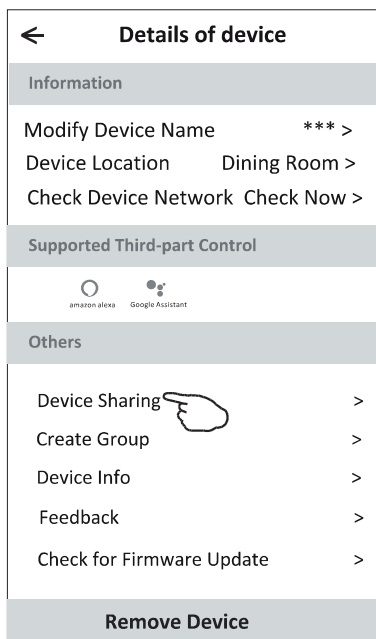 Details of device
Information
Modify Device Name *** >
Device Location Dining Room >
Check Device Network Check Now >
Supported Third-part Control
amazon alexa Google Assistant
Others
Device Sharing >
Create Group >
Device Info >
Feedback >
Check for Firmware Update >
Remove Device